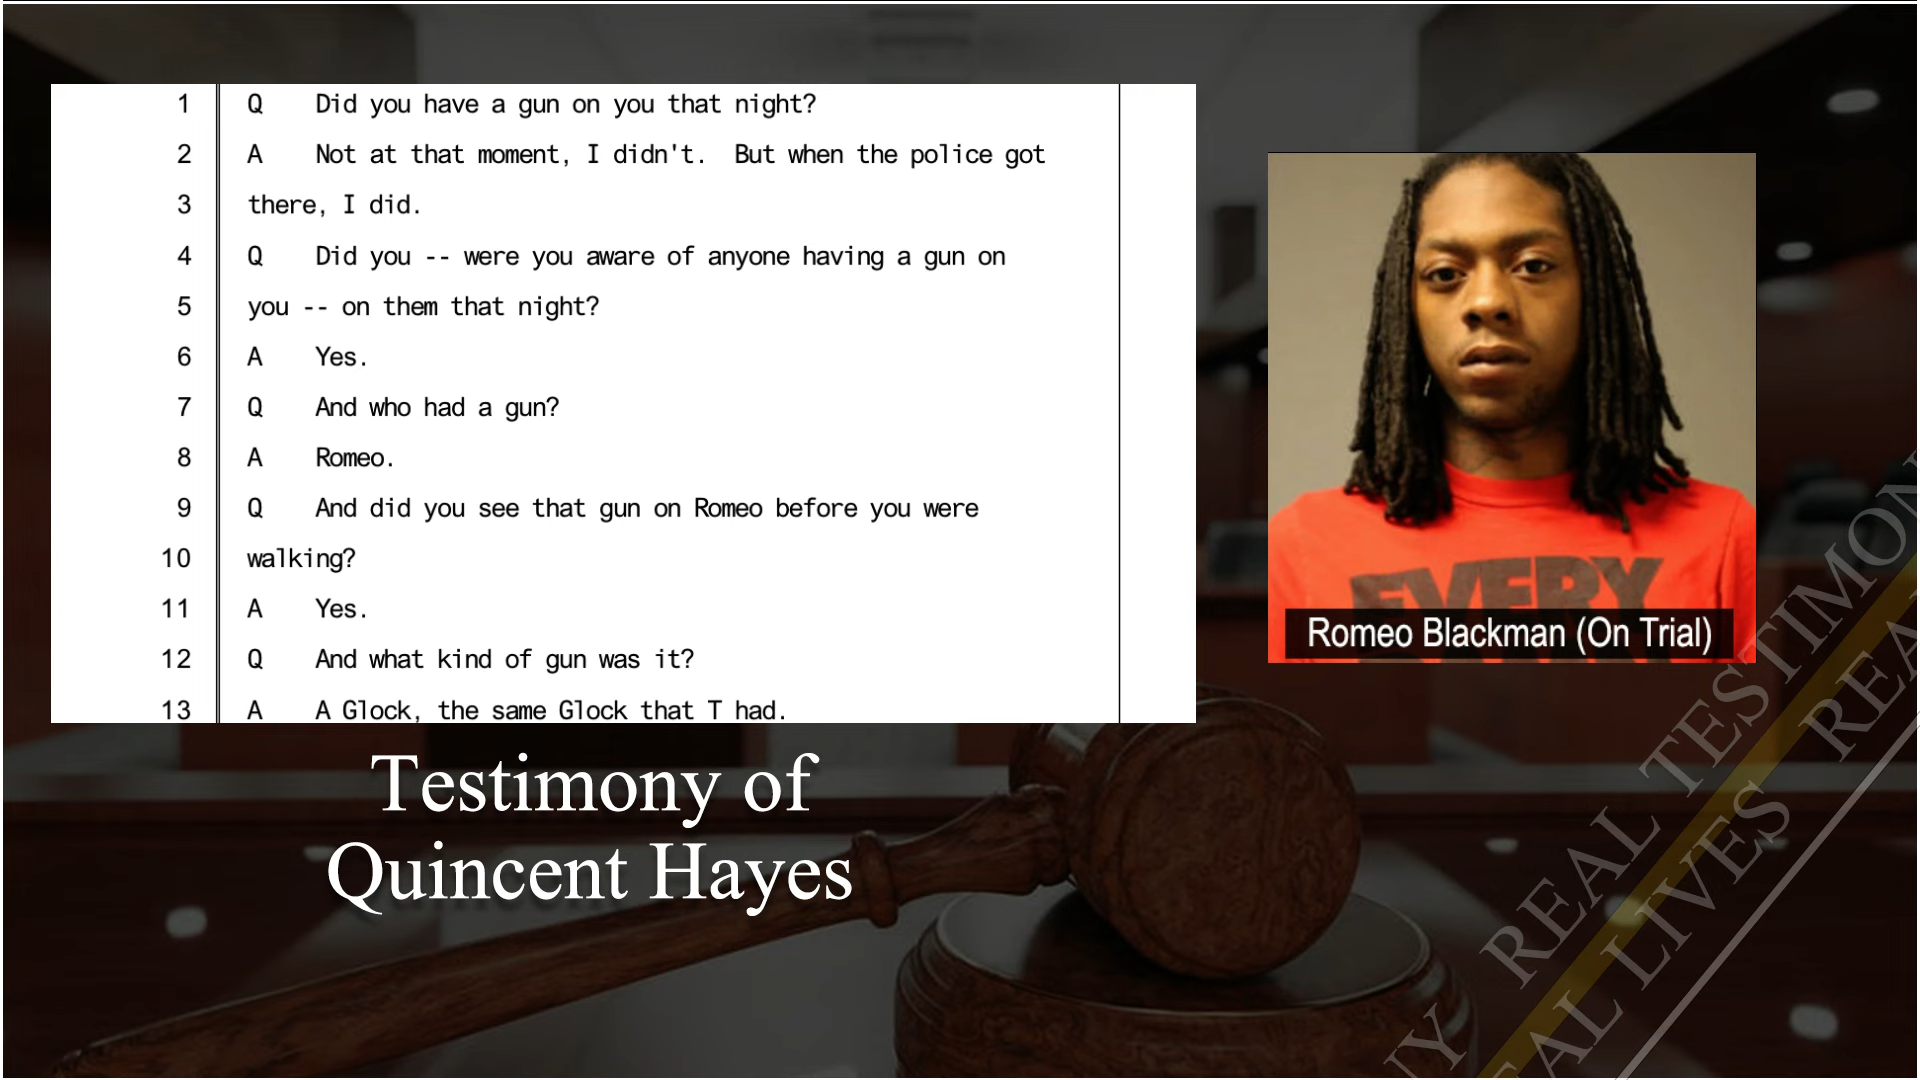 1 Q Did you have a gun on you that night?
2 A Not at that moment, I didn't. But when the police got
3 there, I did.
4 Q Did you -- were you aware of anyone having a gun on
5 you -- on them that night?
6 A Yes.
7 Q And who had a gun?
8 A Romeo.
9 Q And did you see that gun on Romeo before you were
10 walking?
11 A Yes.
12 Q And what kind of gun was it?
13 A A Glock, the same Glock that T had.
EVERY
Romeo Blackman (On Trial)
Testimony of
Quincent Hayes
REAL TESTIMON
REAL LIVES REA